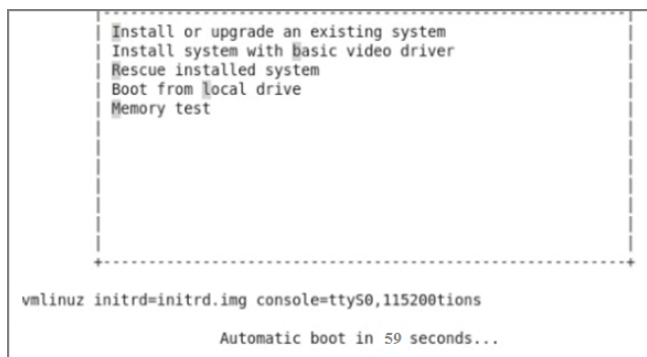 Install or upgrade an existing system
Install system with basic video driver
Rescue installed system
Boot from local drive
Memory test
vmlinuz initrd=initrd.img console=ttyS0,115200tions
Automatic boot in 59 seconds...